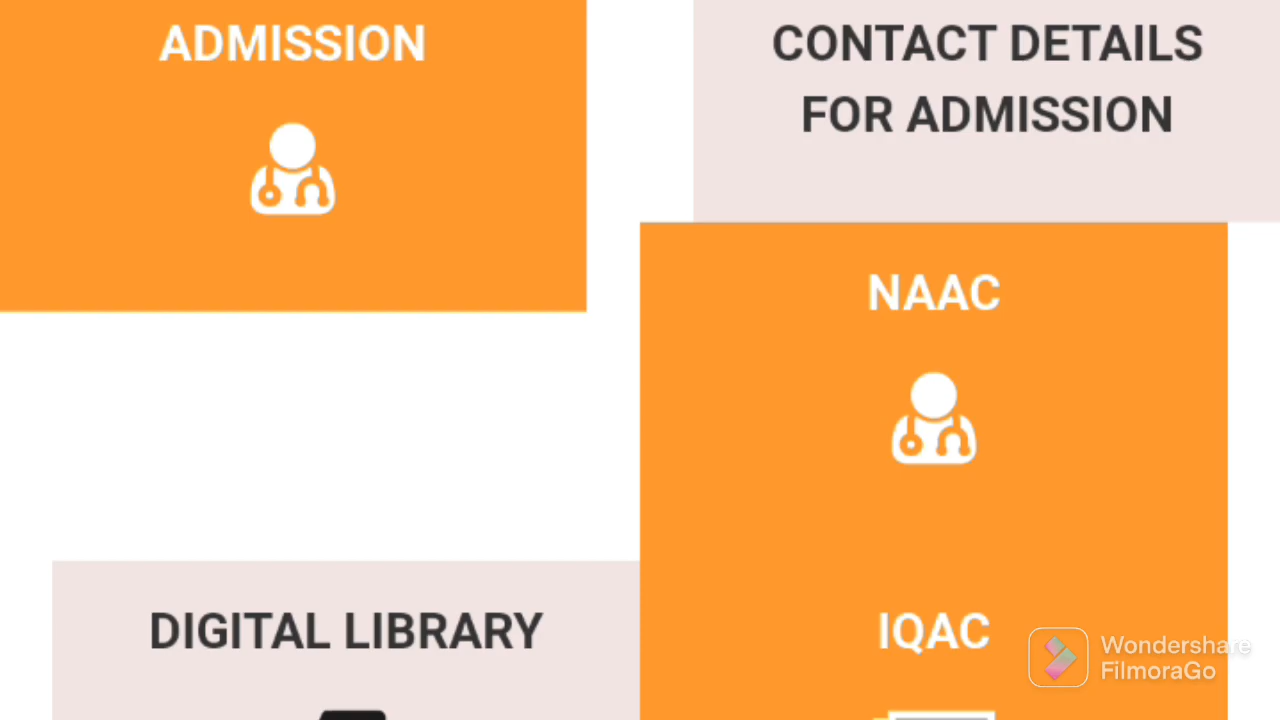 ADMISSION
CONTACT DETAILS
FOR ADMISSION
NAAC
DIGITAL LIBRARY
IQAC
Wondershare
FilmoraGo